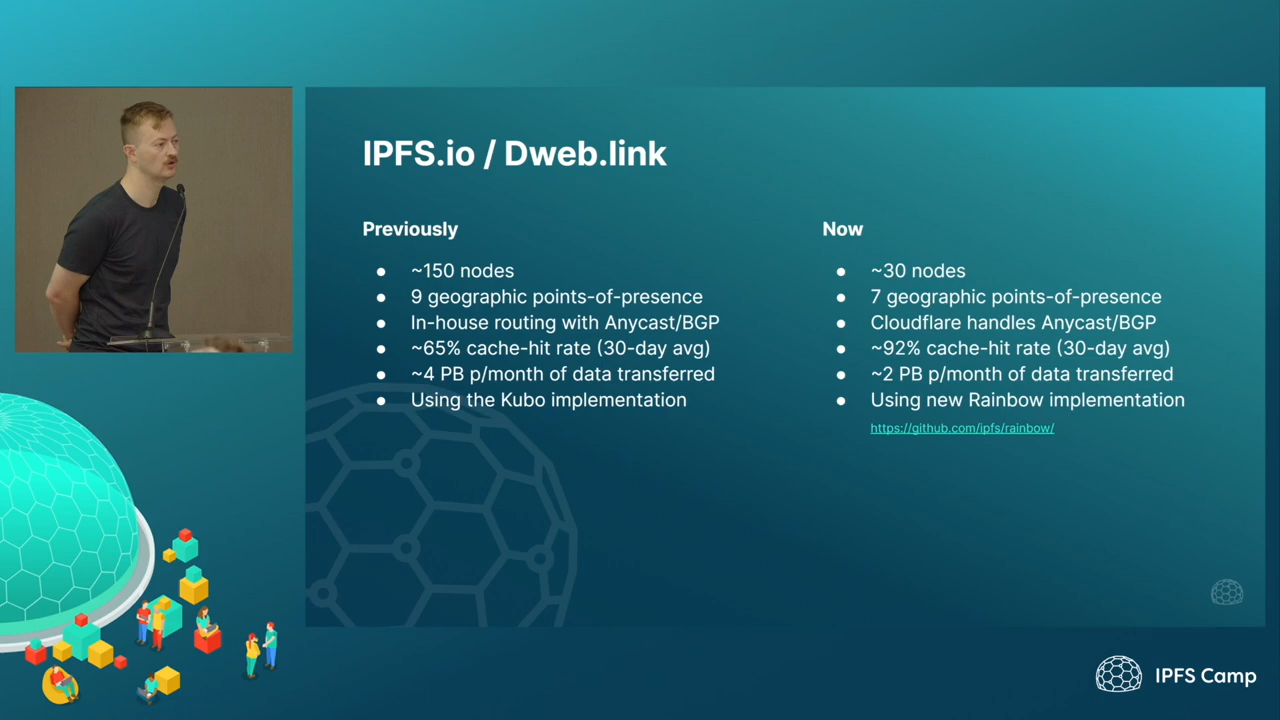 IPFS.io / Dweb.link
Previously
● ~150 nodes
● 9 geographic points-of-presence
● In-house routing with Anycast/BGP
● ~65% cache-hit rate (30-day avg)
● ~4 PB p/month of data transferred
● Using the Kubo implementation
Now
● ~30 nodes
● 7 geographic points-of-presence
● Cloudflare handles Anycast/BGP
● ~92% cache-hit rate (30-day avg)
● ~2 PB p/month of data transferred
● Using new Rainbow implementation
https://github.com/ipfs/rainbow/
IPFS Camp